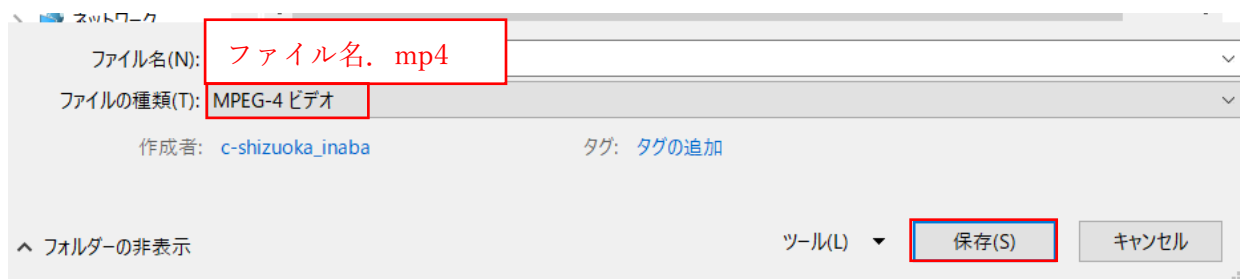 ネットワーク
ファイル名(N): ファイル名．mp4
ファイルの種類(T): MPEG-4 ビデオ
作成者: c-shizuoka_inaba タグ: タグの追加
フォルダーの非表示 ツール(L) 保存(S) キャンセル